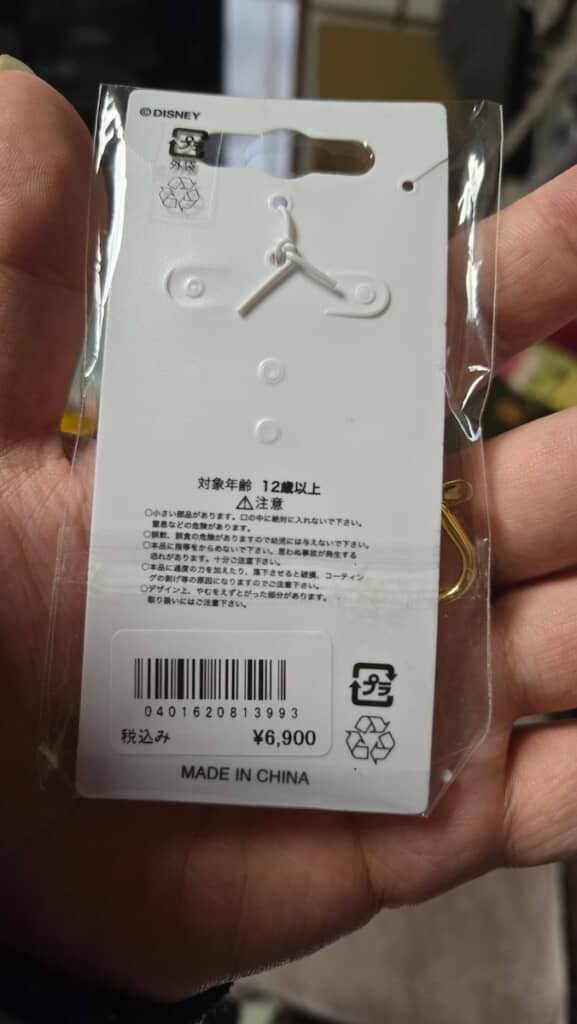 ©DISNEY
プラ
外袋
対象年齢 12歳以上
⚠注意
○小さい部品があります。口の中に絶対に入れないで下さい。
窒息などの危険があります。
○誤飲、誤食の危険がありますので幼児には与えないで下さい。
○本品に指等をからめないで下さい。思わぬ事故が発生する
恐れがあります。十分ご注意下さい。
○本品に過度の力を加えたり、落下させると破損、コーティン
グの剥げ等の原因になりますのでご注意下さい。
○デザイン上、やむをえずとがった部分があります。
取り扱いにはご注意下さい。
0401620813993
税込み ¥6,900
プラ
MADE IN CHINA